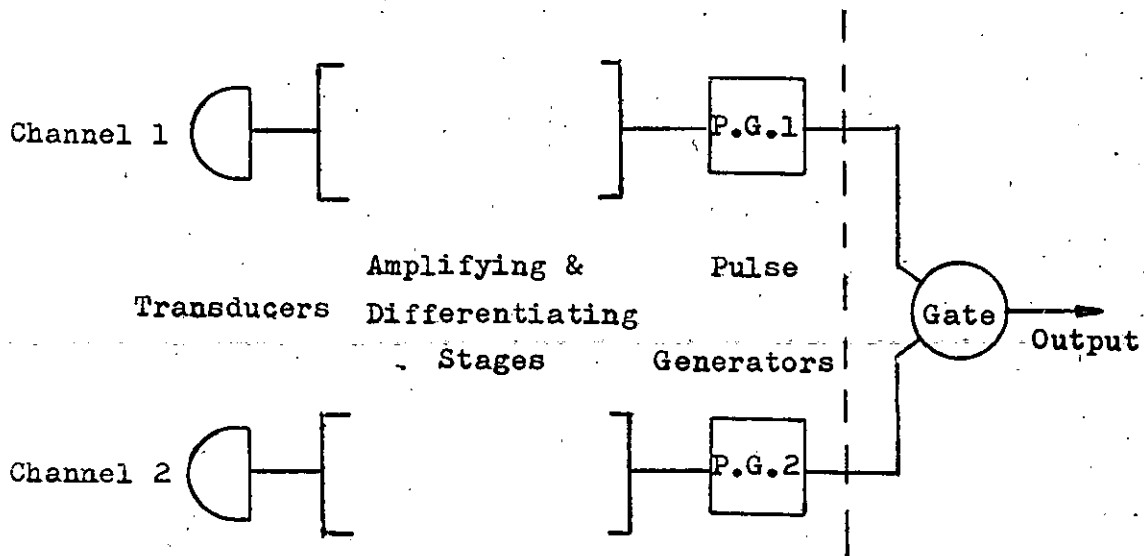 Channel 1
P.G.1
Amplifying &
Pulse
Transducers
Differentiating
Gate
Output
Stages
Generators
Channel 2
P.G.2